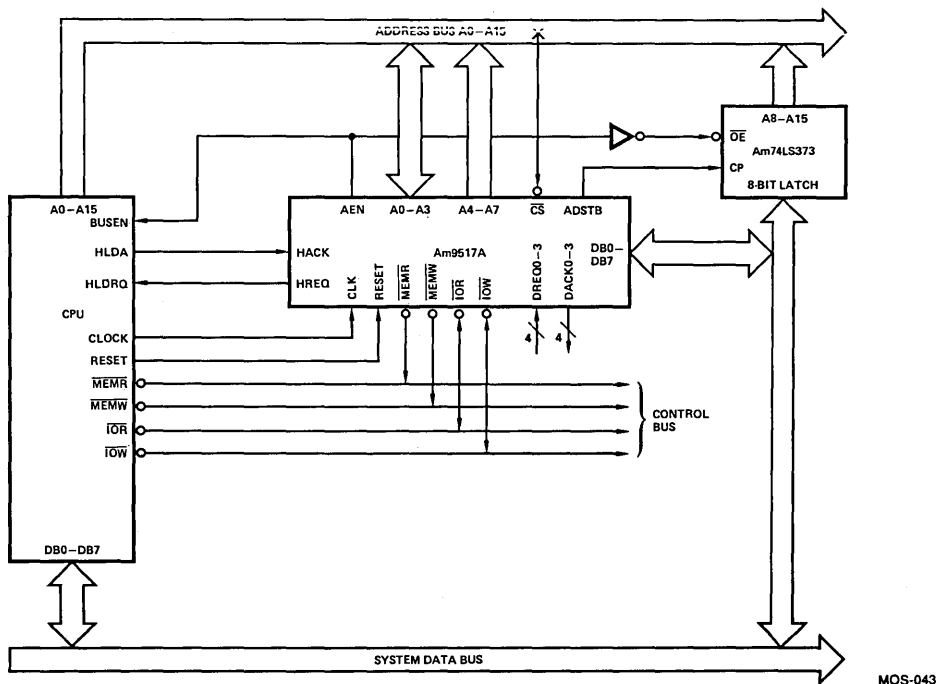 ADDRESS BUS A0–A15
A8–A15
OE
Am74LS373
CP
8-BIT LATCH
A0–A15
BUSEN
HLDA
HLDRQ
CPU
CLOCK
RESET
MEMR
MEMW
IOR
IOW
DB0–DB7
AEN
A0–A3
A4–A7
CS
ADSTB
HACK
Am9517A
DB0–
DB7
HREQ
CLK
RESET
MEMR
MEMW
IOR
IOW
DREQ0-3
DACK0-3
4
4
CONTROL
BUS
SYSTEM DATA BUS
MOS-043